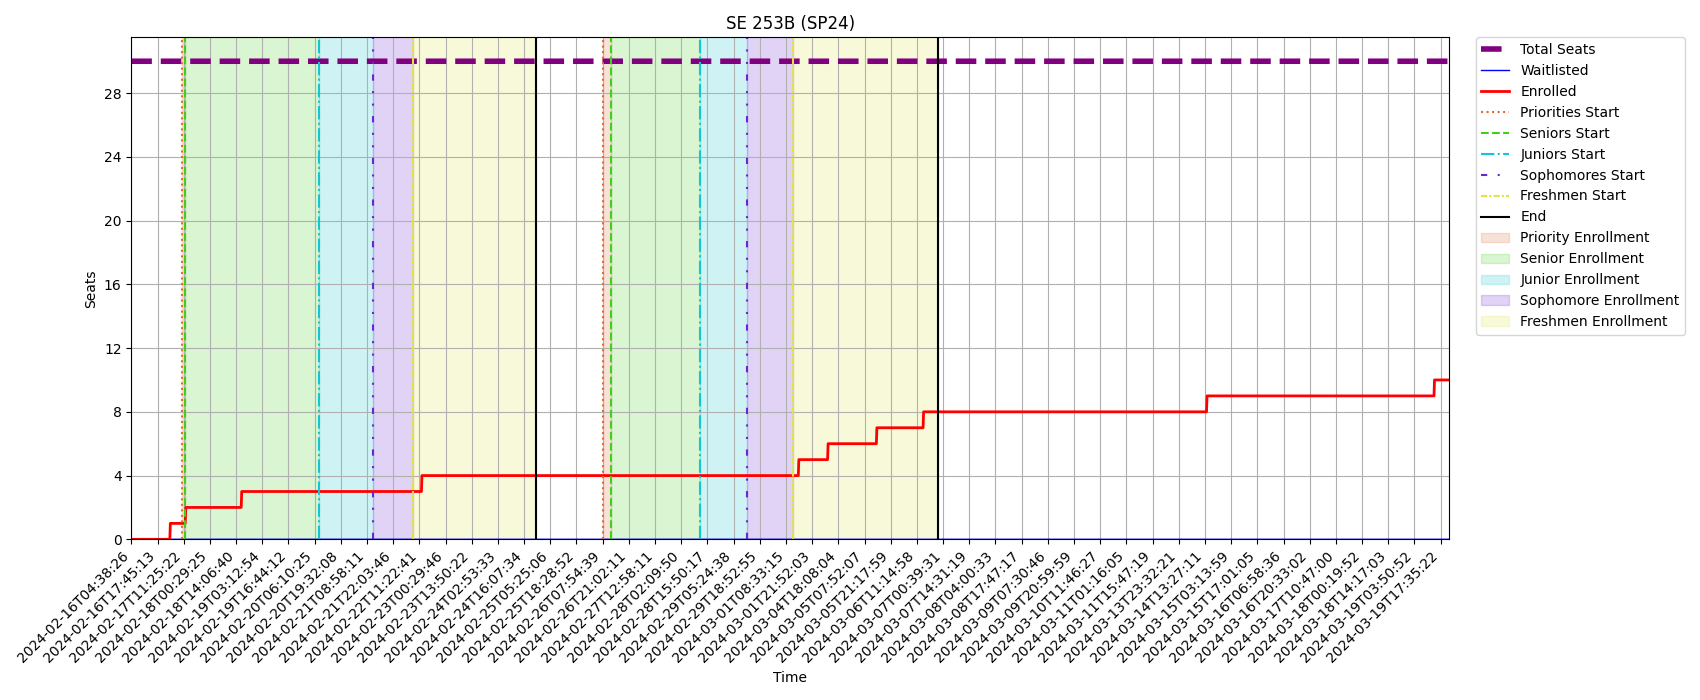 SE 253B (SP24)
Seats
28
24
20
16
12
8
4
0
2024-02-16T04:38:26
2024-02-16T17:45:13
2024-02-17T11:25:22
2024-02-18T00:29:25
2024-02-18T14:06:40
2024-02-19T03:12:54
2024-02-19T16:44:12
2024-02-20T06:10:25
2024-02-20T19:32:08
2024-02-21T08:58:11
2024-02-21T22:03:46
2024-02-22T11:22:41
2024-02-23T00:29:46
2024-02-23T13:50:22
2024-02-24T02:53:33
2024-02-24T16:07:34
2024-02-25T05:25:06
2024-02-25T18:28:52
2024-02-26T07:54:39
2024-02-26T21:02:11
2024-02-27T12:58:11
2024-02-28T02:09:50
2024-02-28T15:50:17
2024-02-29T05:24:38
2024-02-29T18:52:55
2024-03-01T08:33:15
2024-03-01T21:52:03
2024-03-04T18:08:04
2024-03-05T07:52:07
2024-03-05T21:17:59
2024-03-06T11:14:58
2024-03-07T00:39:31
2024-03-07T14:31:19
2024-03-08T04:00:33
2024-03-08T17:47:17
2024-03-09T07:30:46
2024-03-09T20:59:59
2024-03-10T11:46:27
2024-03-11T01:16:05
2024-03-11T15:47:19
2024-03-13T23:32:21
2024-03-14T13:27:11
2024-03-15T03:13:59
2024-03-15T17:01:05
2024-03-16T06:58:36
2024-03-16T20:33:02
2024-03-17T10:47:00
2024-03-18T00:19:52
2024-03-18T14:17:03
2024-03-19T03:50:52
2024-03-19T17:35:22
Time
Total Seats
Waitlisted
Enrolled
Priorities Start
Seniors Start
Juniors Start
Sophomores Start
Freshmen Start
End
Priority Enrollment
Senior Enrollment
Junior Enrollment
Sophomore Enrollment
Freshmen Enrollment